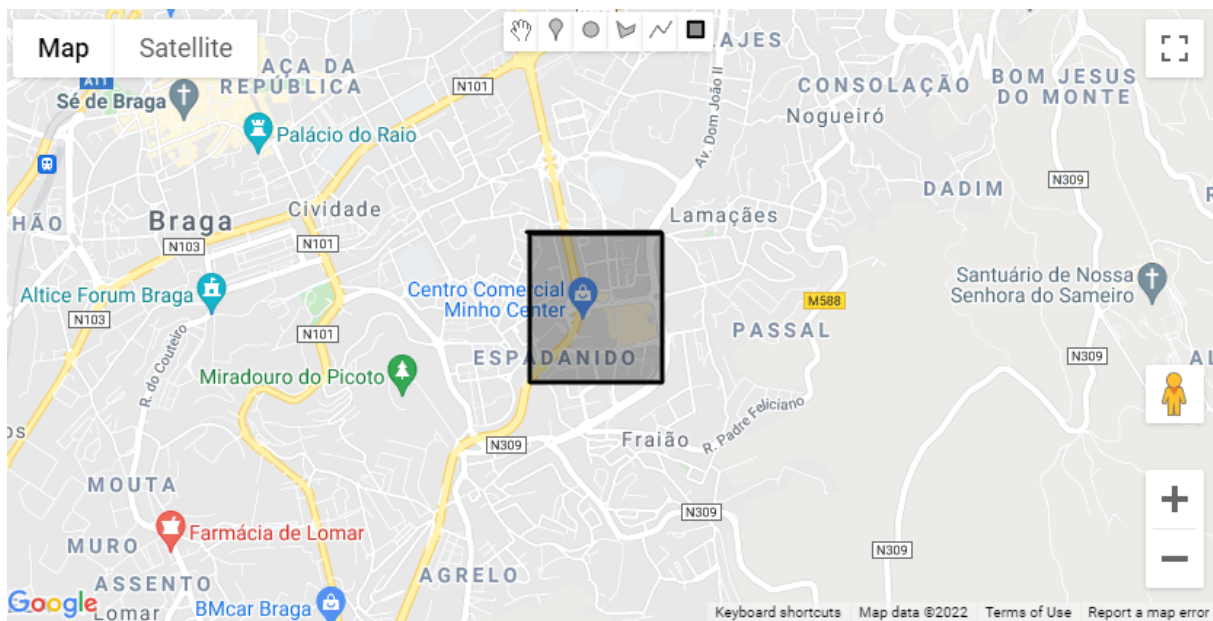 Map
Satellite
AJES
A11
AÇA DA
REPÚBLICA
N101
CONSOLAÇÃO
BOM JESUS
DO MONTE
Sé de Braga
Nogueiró
Palácio do Raio
Av. Dom João II
DADIM
N309
HÃO
Braga
Cividade
Lamaçães
N103
N101
Altice Forum Braga
Centro Comercial
Minho Center
Santuário de Nossa
Senhora do Sameiro
M588
N103
N101
R. do Couteiro
PASSAL
ESPADANIDO
N309
AL
Miradouro do Picoto
R. Padre Feliciano
OS
N309
Fraião
MOUTA
N309
Farmácia de Lomar
MURO
N309
ASSENTO
AGRELO
Google
Lomar
BMcar Braga
Keyboard shortcuts
Map data ©2022
Terms of Use
Report a map error